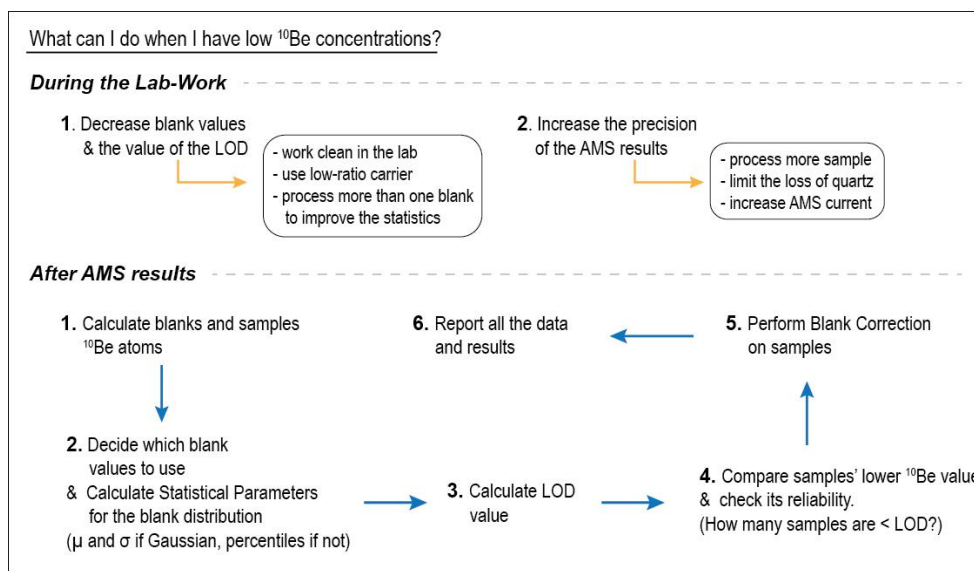 What can I do when I have low ¹⁰Be concentrations?
During the Lab-Work
1. Decrease blank values
& the value of the LOD
- work clean in the lab
- use low-ratio carrier
- process more than one blank
to improve the statistics
2. Increase the precision
of the AMS results
- process more sample
- limit the loss of quartz
- increase AMS current
After AMS results
1. Calculate blanks and samples
¹⁰Be atoms
2. Decide which blank
values to use
& Calculate Statistical Parameters
for the blank distribution
(μ and σ if Gaussian, percentiles if not)
3. Calculate LOD
value
4. Compare samples' lower ¹⁰Be value
& check its reliability.
(How many samples are < LOD?)
5. Perform Blank Correction
on samples
6. Report all the data
and results